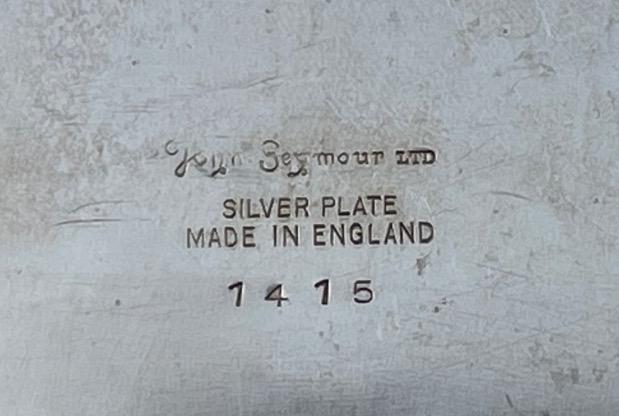 John Seymour LTD
SILVER PLATE
MADE IN ENGLAND
1415